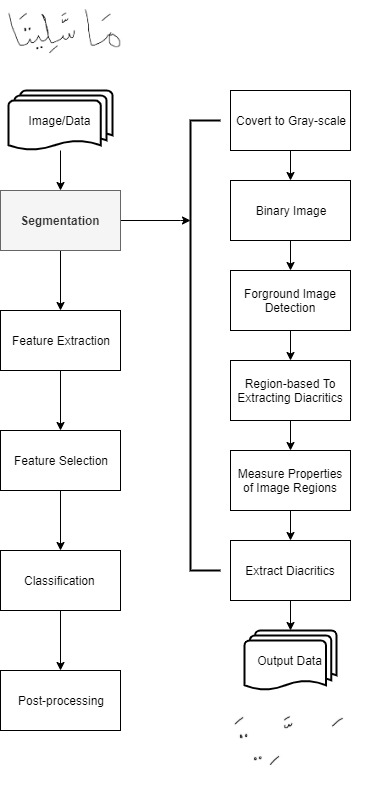 Image/Data
Segmentation
Feature Extraction
Feature Selection
Classification
Post-processing
Covert to Gray-scale
Binary Image
Forground Image
Detection
Region-based To
Extracting Diacritics
Measure Properties
of Image Regions
Extract Diacritics
Output Data